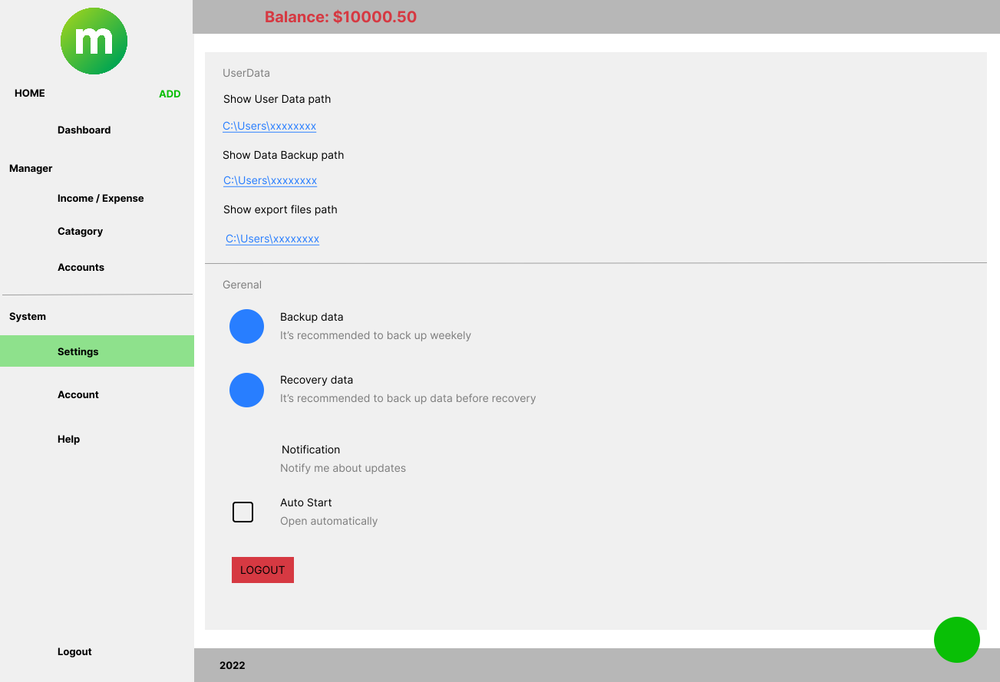 m
Balance: $10000.50
HOME
ADD
Dashboard
Manager
Income / Expense
Catagory
Accounts
System
Settings
Account
Help
Logout
UserData
Show User Data path
C:\Users\xxxxxxxx
Show Data Backup path
C:\Users\xxxxxxxx
Show export files path
C:\Users\xxxxxxxx
Gerenal
Backup data
It’s recommended to back up weekely
Recovery data
It’s recommended to back up data before recovery
Notification
Notify me about updates
Auto Start
Open automatically
LOGOUT
2022